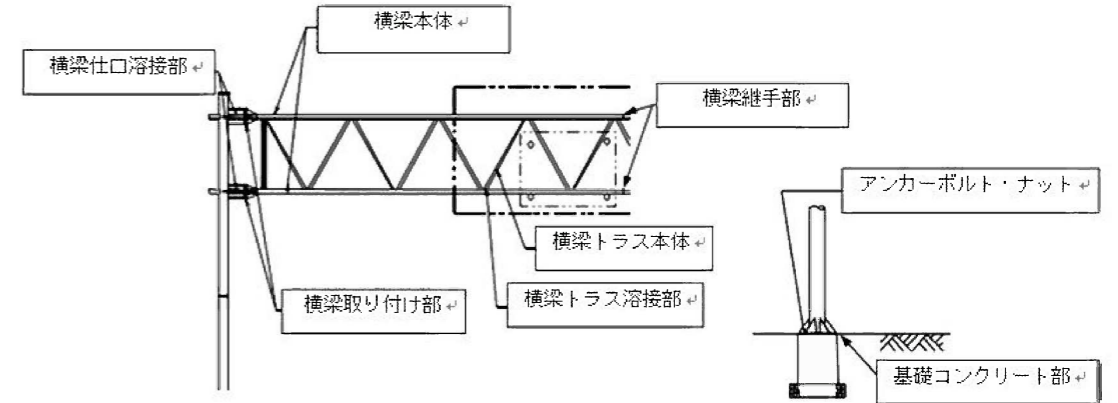 横梁本体
横梁仕口溶接部
横梁継手部
アンカーボルト・ナット
横梁トラス本体
横梁取り付け部
横梁トラス溶接部
基礎コンクリート部